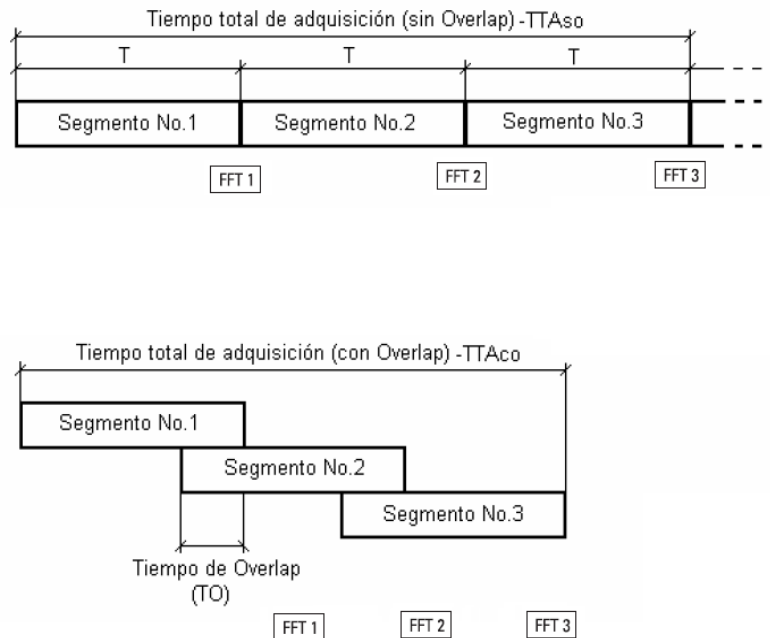 Tiempo total de adquisición (sin Overlap) -TTAso
T T T
Segmento No.1 Segmento No.2 Segmento No.3
FFT 1 FFT 2 FFT 3
Tiempo total de adquisición (con Overlap) -TTAco
Segmento No.1
Segmento No.2
Segmento No.3
Tiempo de Overlap
(TO)
FFT 1 FFT 2 FFT 3